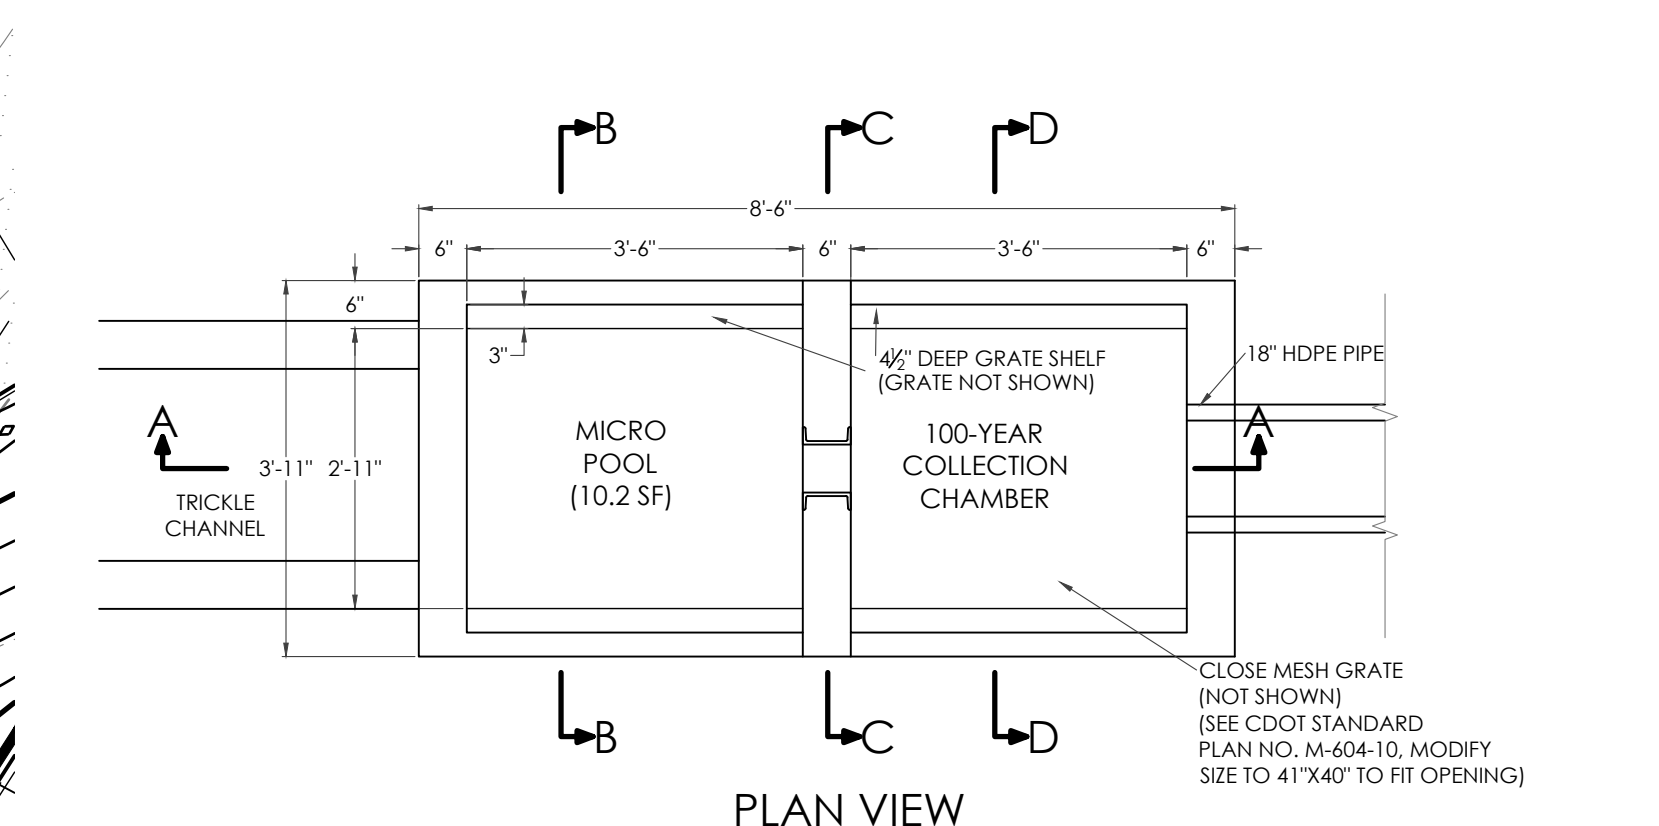 B
C
D
8'-6"
6"
3'-6"
6"
3'-6"
6"
6"
3"
4½" DEEP GRATE SHELF
(GRATE NOT SHOWN)
18" HDPE PIPE
A
A
MICRO
POOL
(10.2 SF)
100-YEAR
COLLECTION
CHAMBER
3'-11"
2'-11"
TRICKLE
CHANNEL
CLOSE MESH GRATE
(NOT SHOWN)
(SEE CDOT STANDARD
PLAN NO. M-604-10, MODIFY
SIZE TO 41"X40" TO FIT OPENING)
B
C
D
PLAN VIEW